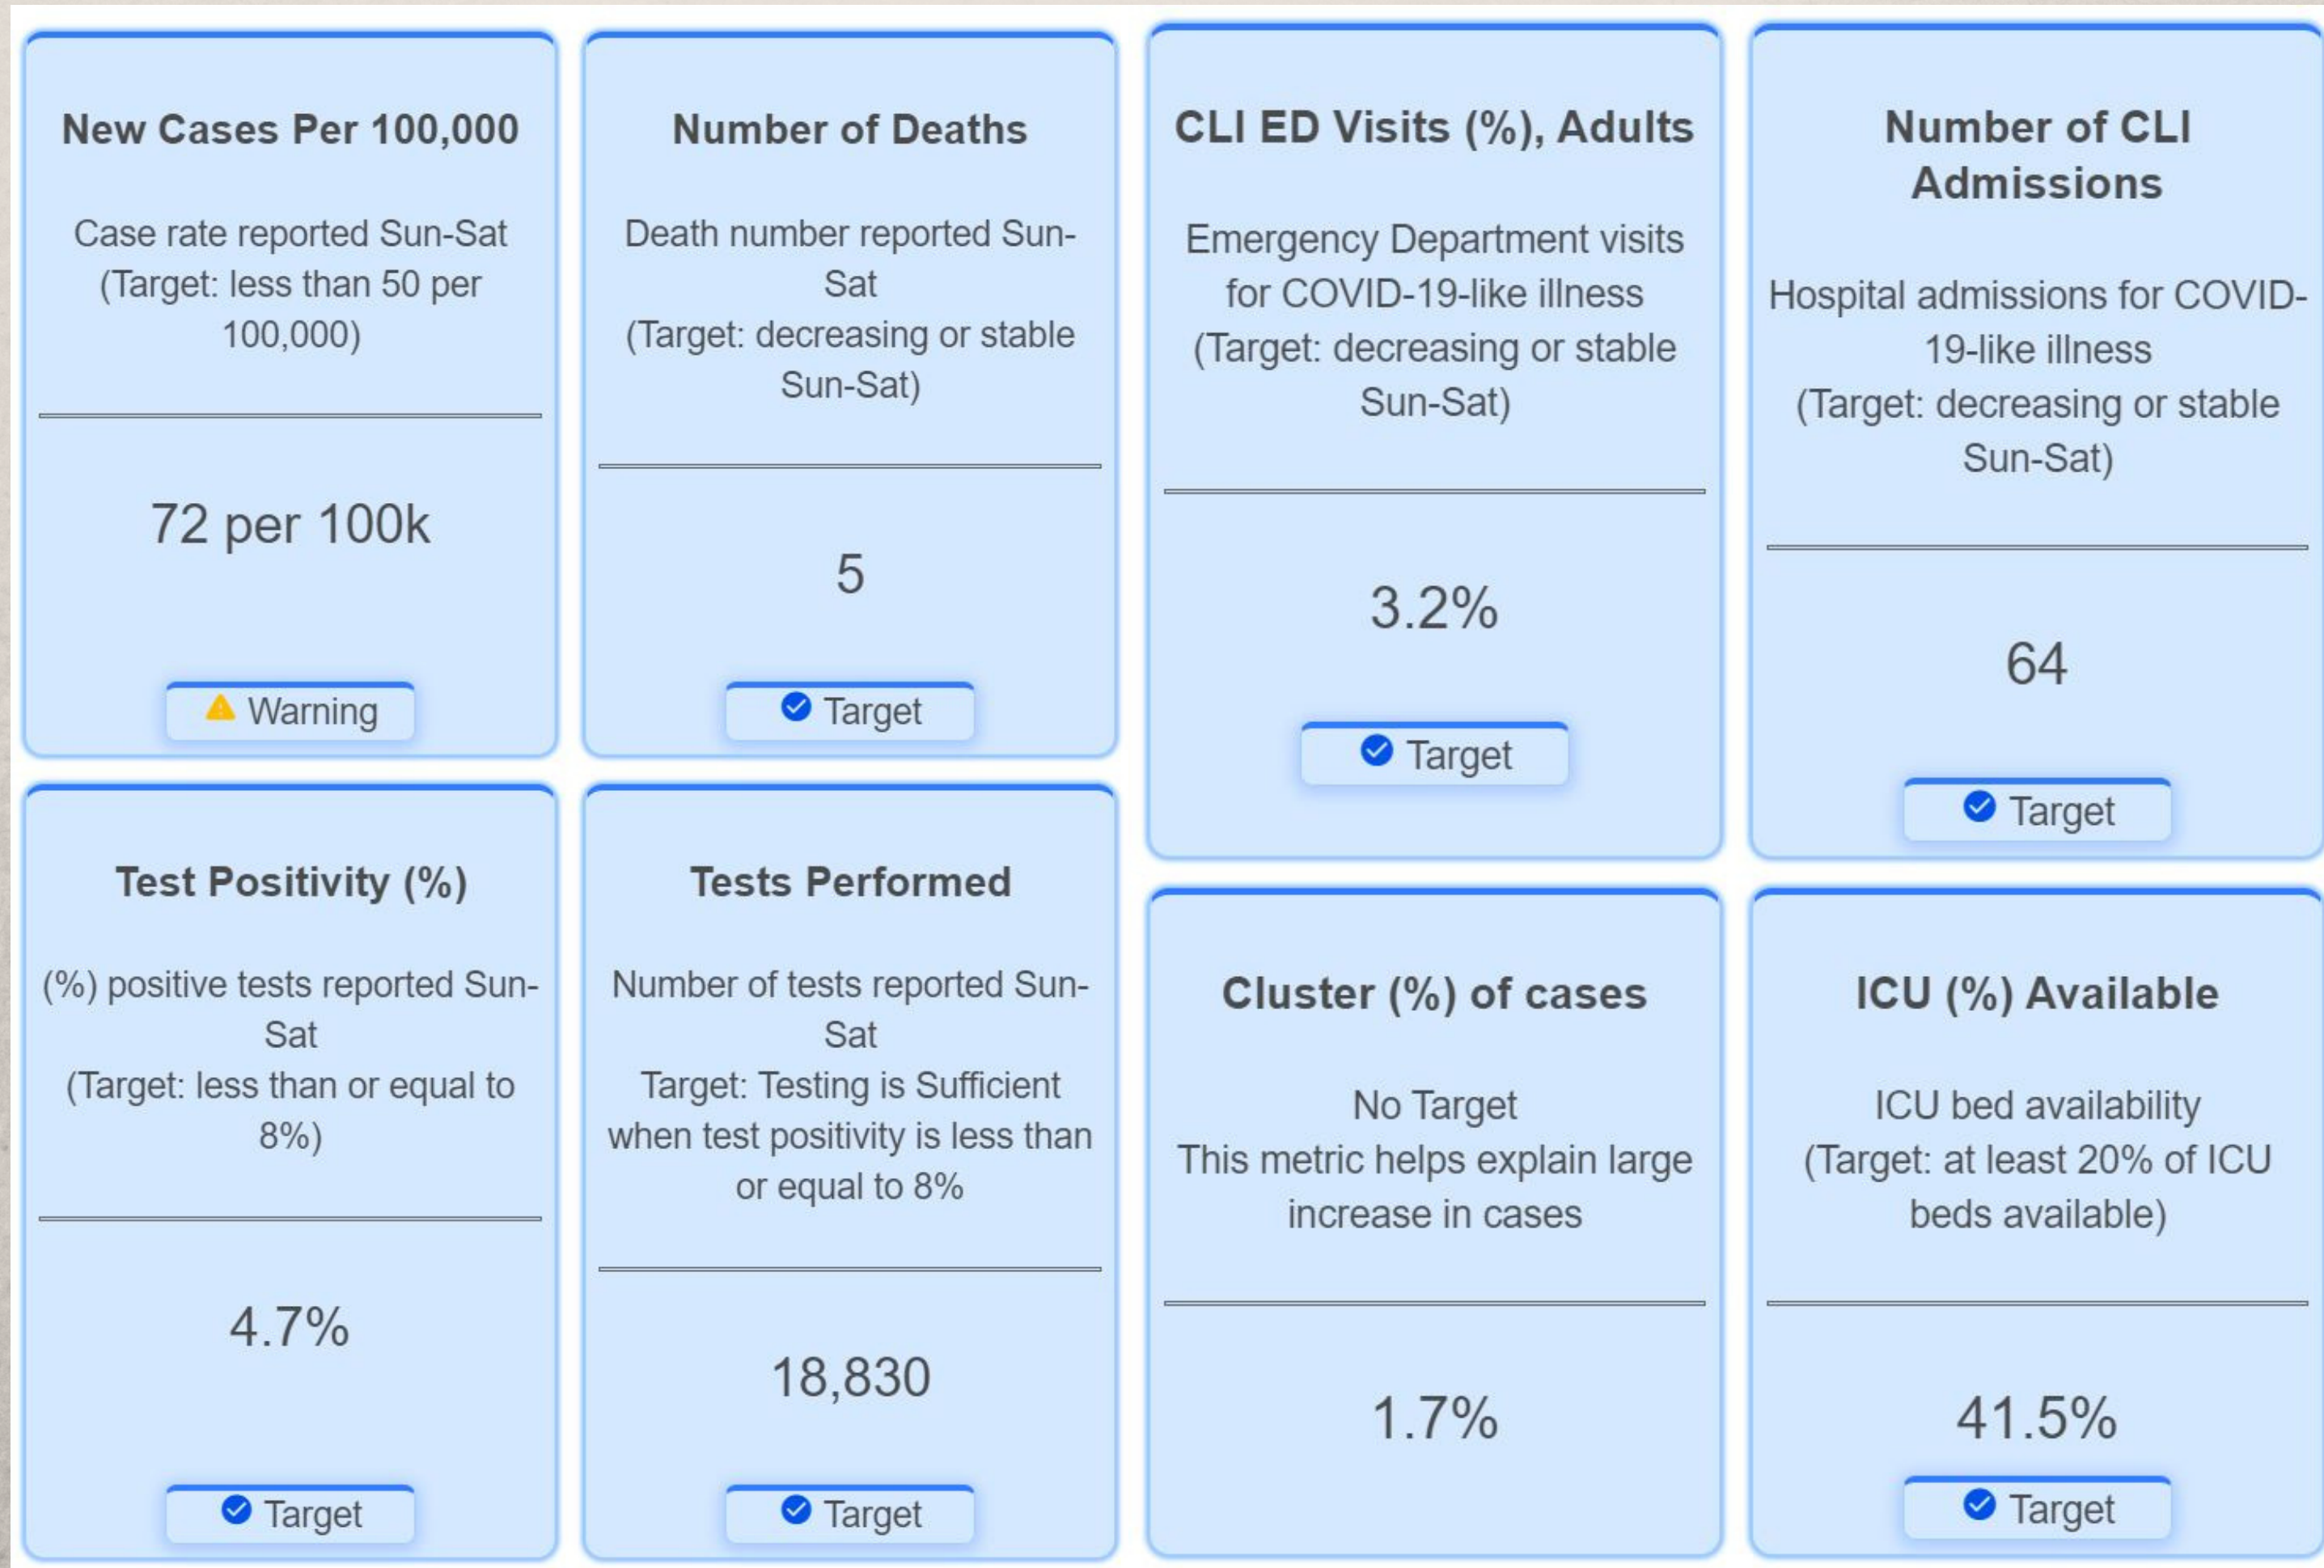 New Cases Per 100,000
Case rate reported Sun-Sat
(Target: less than 50 per
100,000)
72 per 100k
Warning
Number of Deaths
Death number reported Sun-
Sat
(Target: decreasing or stable
Sun-Sat)
5
Target
CLI ED Visits (%), Adults
Emergency Department visits
for COVID-19-like illness
(Target: decreasing or stable
Sun-Sat)
3.2%
Target
Number of CLI
Admissions
Hospital admissions for COVID-
19-like illness
(Target: decreasing or stable
Sun-Sat)
64
Target
Test Positivity (%)
(%) positive tests reported Sun-
Sat
(Target: less than or equal to
8%)
4.7%
Target
Tests Performed
Number of tests reported Sun-
Sat
Target: Testing is Sufficient
when test positivity is less than
or equal to 8%
18,830
Target
Cluster (%) of cases
No Target
This metric helps explain large
increase in cases
1.7%
ICU (%) Available
ICU bed availability
(Target: at least 20% of ICU
beds available)
41.5%
Target